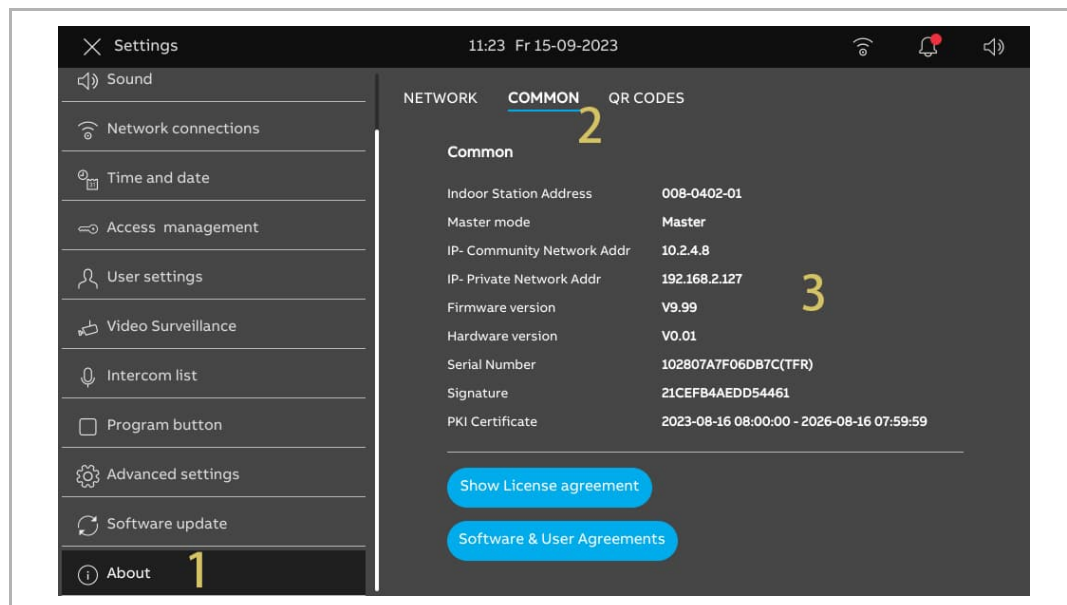 Settings
11:23 Fr 15-09-2023
Sound
Network connections
Time and date
Access management
User settings
Video Surveillance
Intercom list
Program button
Advanced settings
Software update
About
1
NETWORK COMMON QR CODES
2
Common
Indoor Station Address 008-0402-01
Master mode Master
IP- Community Network Addr 10.2.4.8
IP- Private Network Addr 192.168.2.127
3
Firmware version V9.99
Hardware version V0.01
Serial Number 102807A7F06DB7C(TFR)
Signature 21CEFB4AEDD54461
PKI Certificate 2023-08-16 08:00:00 - 2026-08-16 07:59:59
Show License agreement
Software & User Agreements